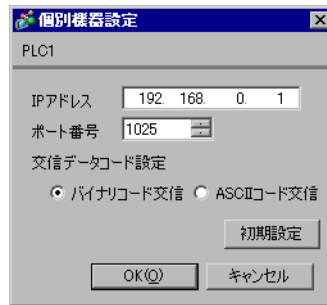 個別機器設定
PLC1
IPアドレス 192. 168. 0. 1
ポート番号 1025
交信データコード設定
バイナリコード交信 ASCIIコード交信
初期設定
OK(O) キャンセル